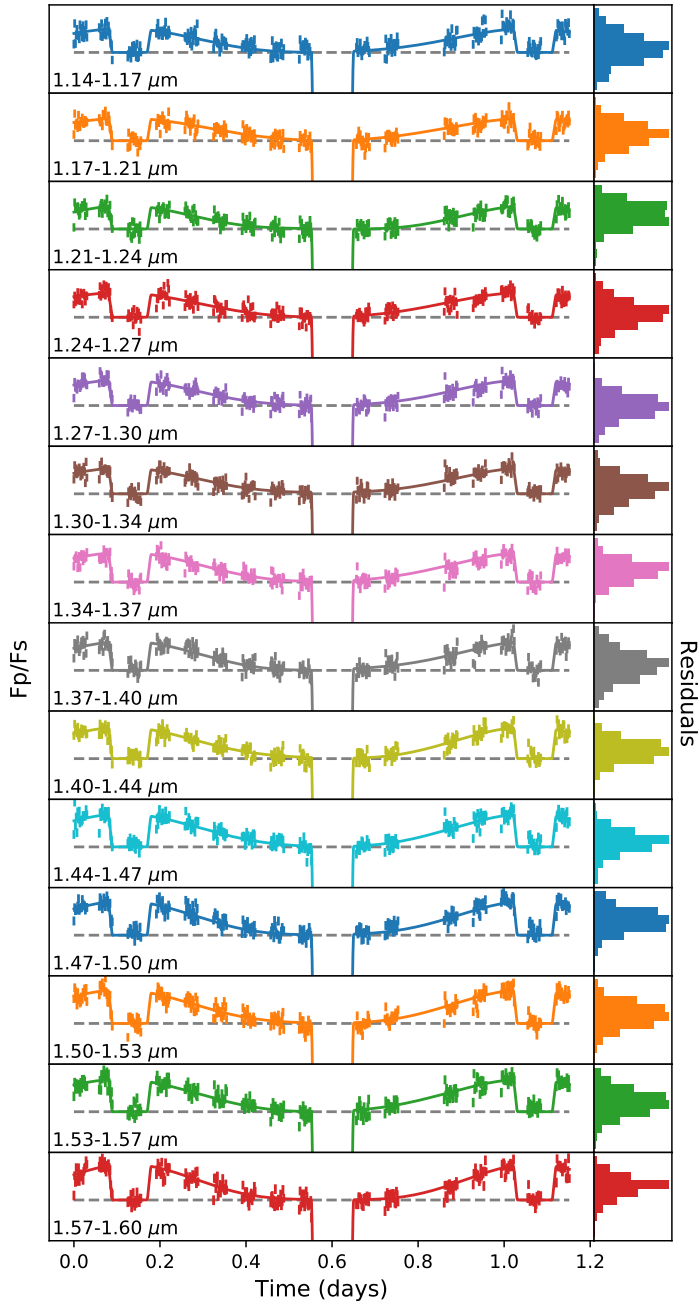 1.14-1.17 μm
1.17-1.21 μm
1.21-1.24 μm
1.24-1.27 μm
1.27-1.30 μm
1.30-1.34 μm
1.34-1.37 μm
1.37-1.40 μm
1.40-1.44 μm
1.44-1.47 μm
1.47-1.50 μm
1.50-1.53 μm
1.53-1.57 μm
1.57-1.60 μm
Fp/Fs
Residuals
0.0 0.2 0.4 0.6 0.8 1.0 1.2
Time (days)